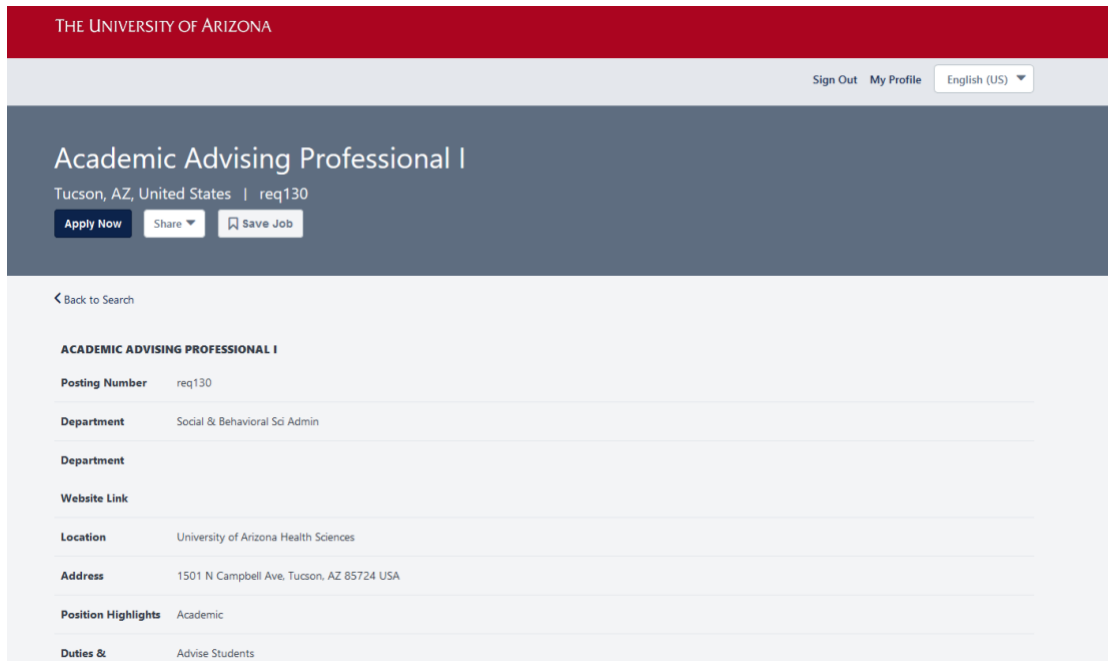 THE UNIVERSITY OF ARIZONA
Sign Out My Profile English (US)
Academic Advising Professional I
Tucson, AZ, United States | req130
Apply Now Share Save Job
Back to Search
ACADEMIC ADVISING PROFESSIONAL I
Posting Number req130
Department Social & Behavioral Sci Admin
Department
Website Link
Location University of Arizona Health Sciences
Address 1501 N Campbell Ave, Tucson, AZ 85724 USA
Position Highlights Academic
Duties & Advise Students